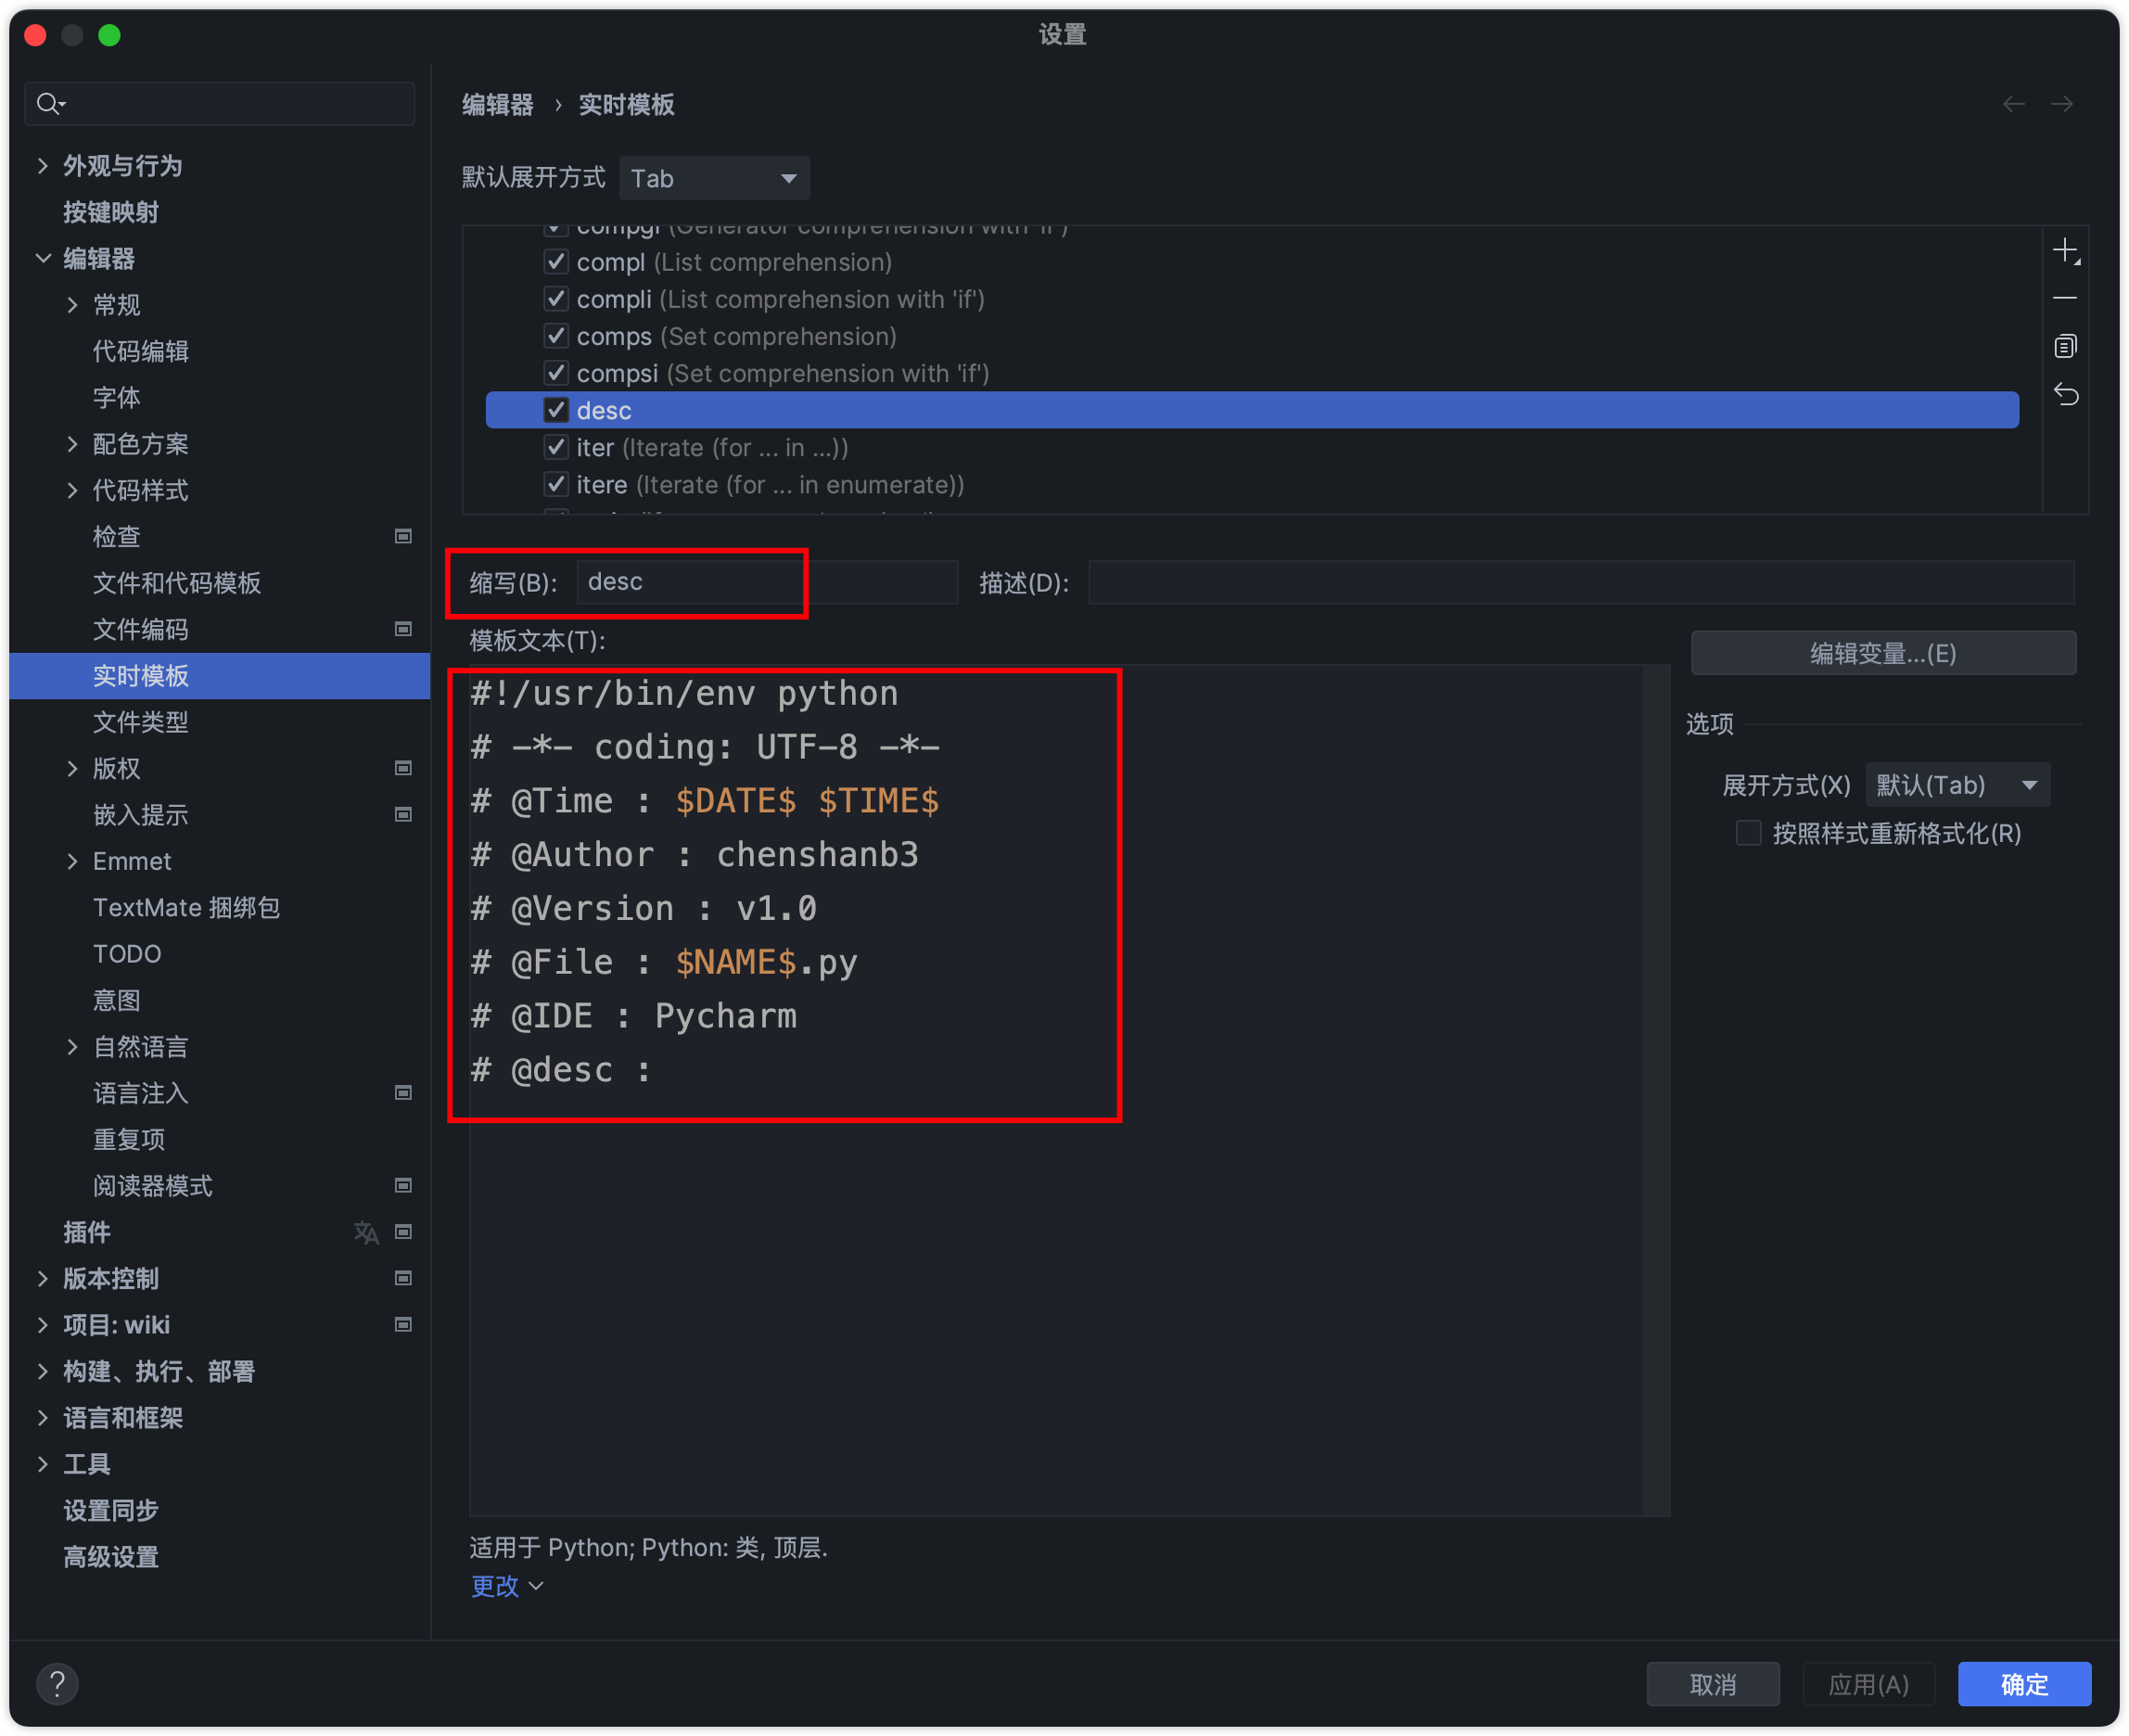 设置
外观与行为
按键映射
编辑器
常规
代码编辑
字体
配色方案
代码样式
检查
文件和代码模板
文件编码
实时模板
文件类型
版权
嵌入提示
Emmet
TextMate 捆绑包
TODO
意图
自然语言
语言注入
重复项
阅读器模式
插件
版本控制
项目: wiki
构建、执行、部署
语言和框架
工具
设置同步
高级设置
编辑器 › 实时模板
默认展开方式 Tab
compgi (Generator comprehension with 'if')
compl (List comprehension)
compli (List comprehension with 'if')
comps (Set comprehension)
compsi (Set comprehension with 'if')
desc
iter (Iterate (for ... in ...))
itere (Iterate (for ... in enumerate))
缩写(B): desc 描述(D):
模板文本(T):
#!/usr/bin/env python
# -*- coding: UTF-8 -*-
# @Time : $DATE$ $TIME$
# @Author : chenshanb3
# @Version : v1.0
# @File : $NAME$.py
# @IDE : Pycharm
# @desc :
编辑变量...(E)
选项
展开方式(X) 默认(Tab)
按照样式重新格式化(R)
适用于 Python; Python: 类, 顶层.
更改
?
取消 应用(A) 确定